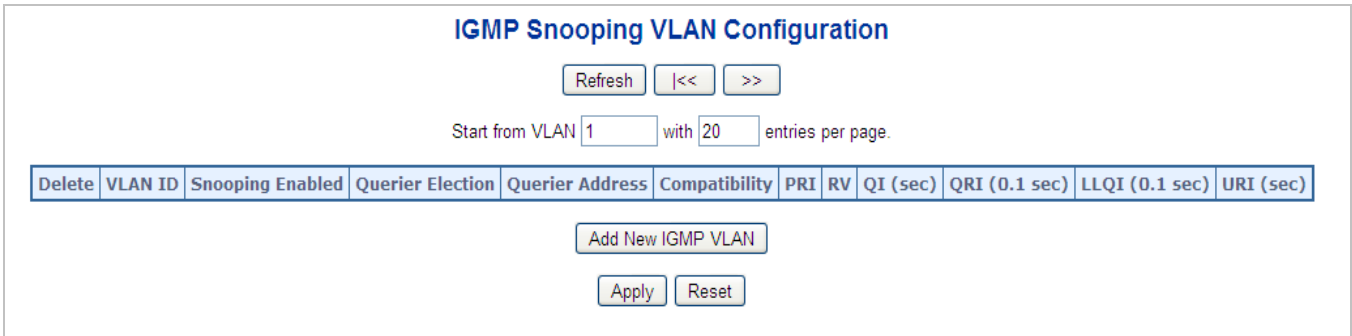 IGMP Snooping VLAN Configuration
Refresh |<< >>
Start from VLAN 1 with 20 entries per page.
Delete VLAN ID Snooping Enabled Querier Election Querier Address Compatibility PRI RV QI (sec) QRI (0.1 sec) LLQI (0.1 sec) URI (sec)
Add New IGMP VLAN
Apply Reset